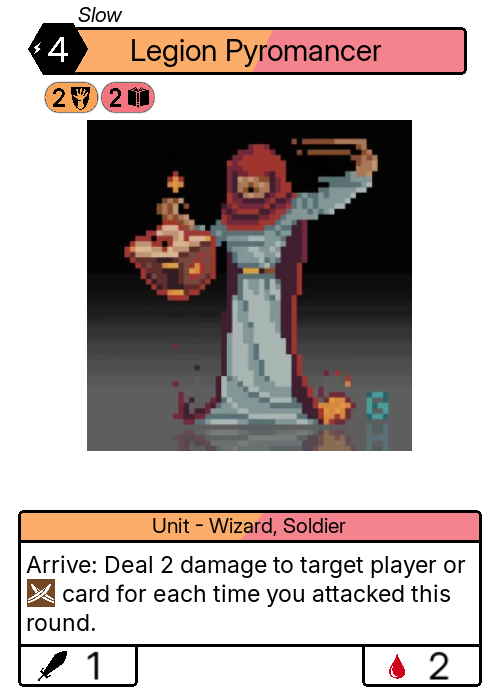 Slow
4 Legion Pyromancer
2 2
G
Unit - Wizard, Soldier
Arrive: Deal 2 damage to target player or
card for each time you attacked this
round.
1 2